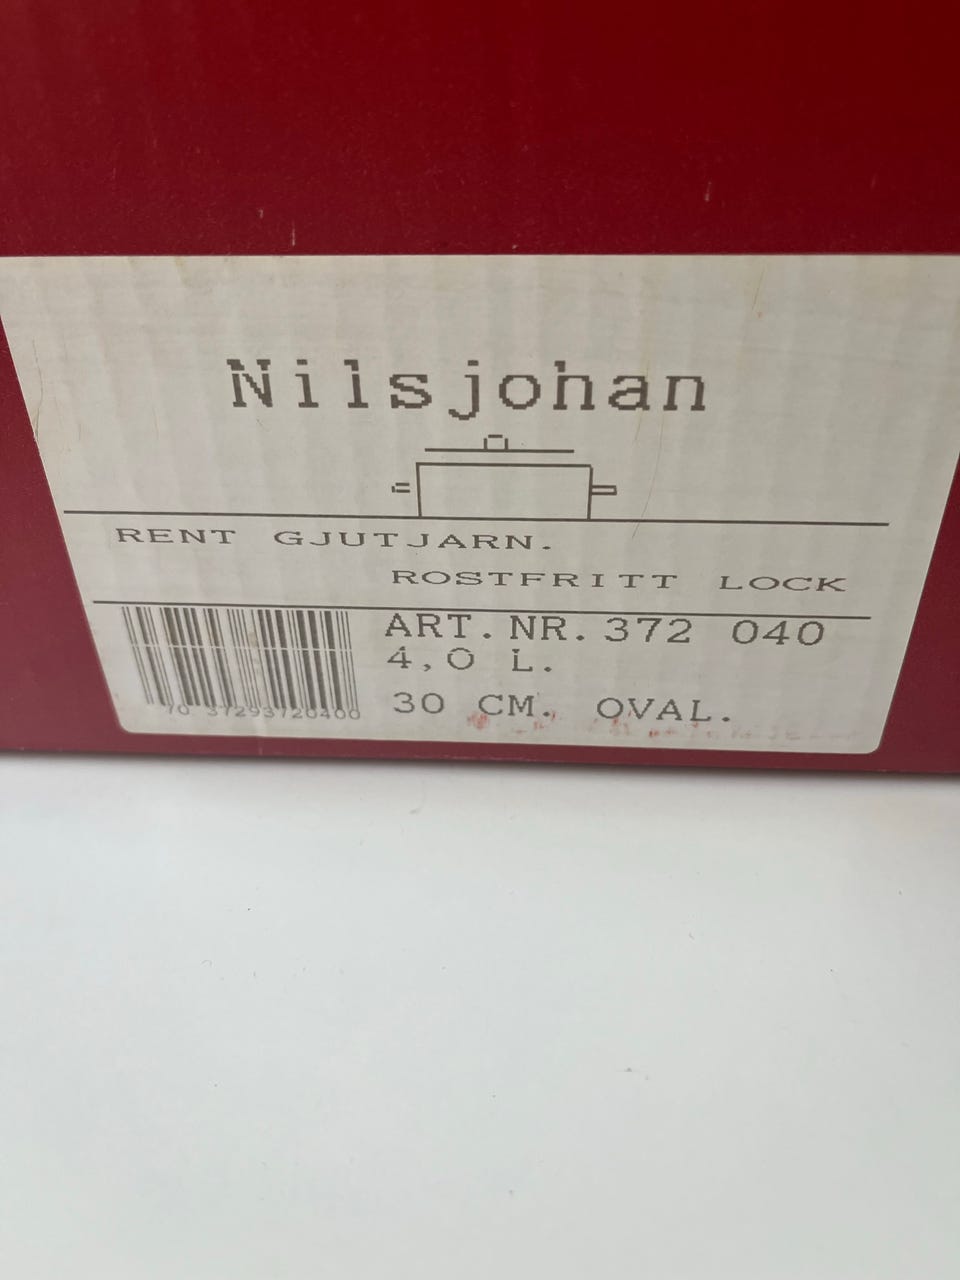 Nilsjohan
RENT GJUTJARN.
ROSTFRITT LOCK
ART.NR.372 040
4,0 L.
30 CM. OVAL.